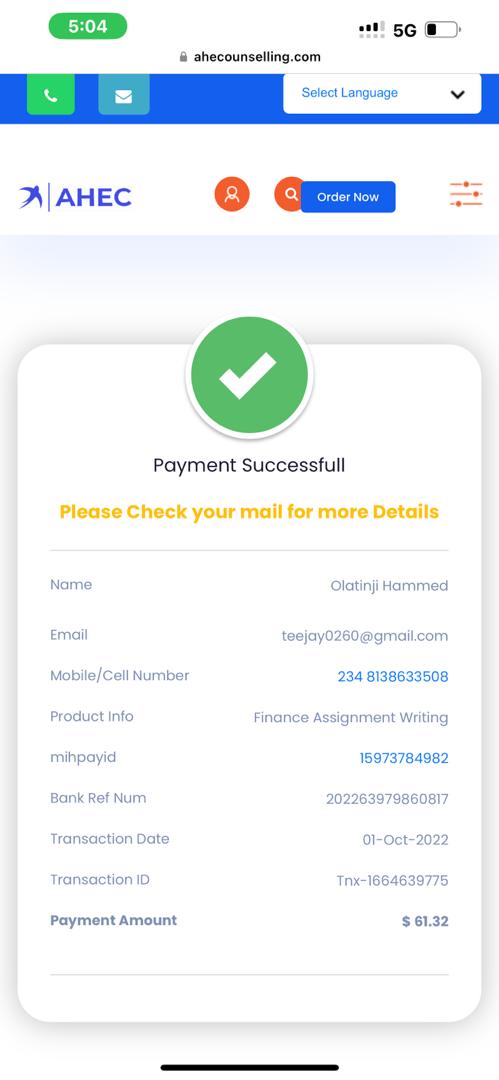 5:04
5G
ahecounselling.com
Select Language
AHEC
Order Now
Payment Successfull
Please Check your mail for more Details
Name Olatinji Hammed
Email teejay0260@gmail.com
Mobile/Cell Number 234 8138633508
Product Info Finance Assignment Writing
mihpayid 15973784982
Bank Ref Num 202263979860817
Transaction Date 01-Oct-2022
Transaction ID Tnx-1664639775
Payment Amount $ 61.32